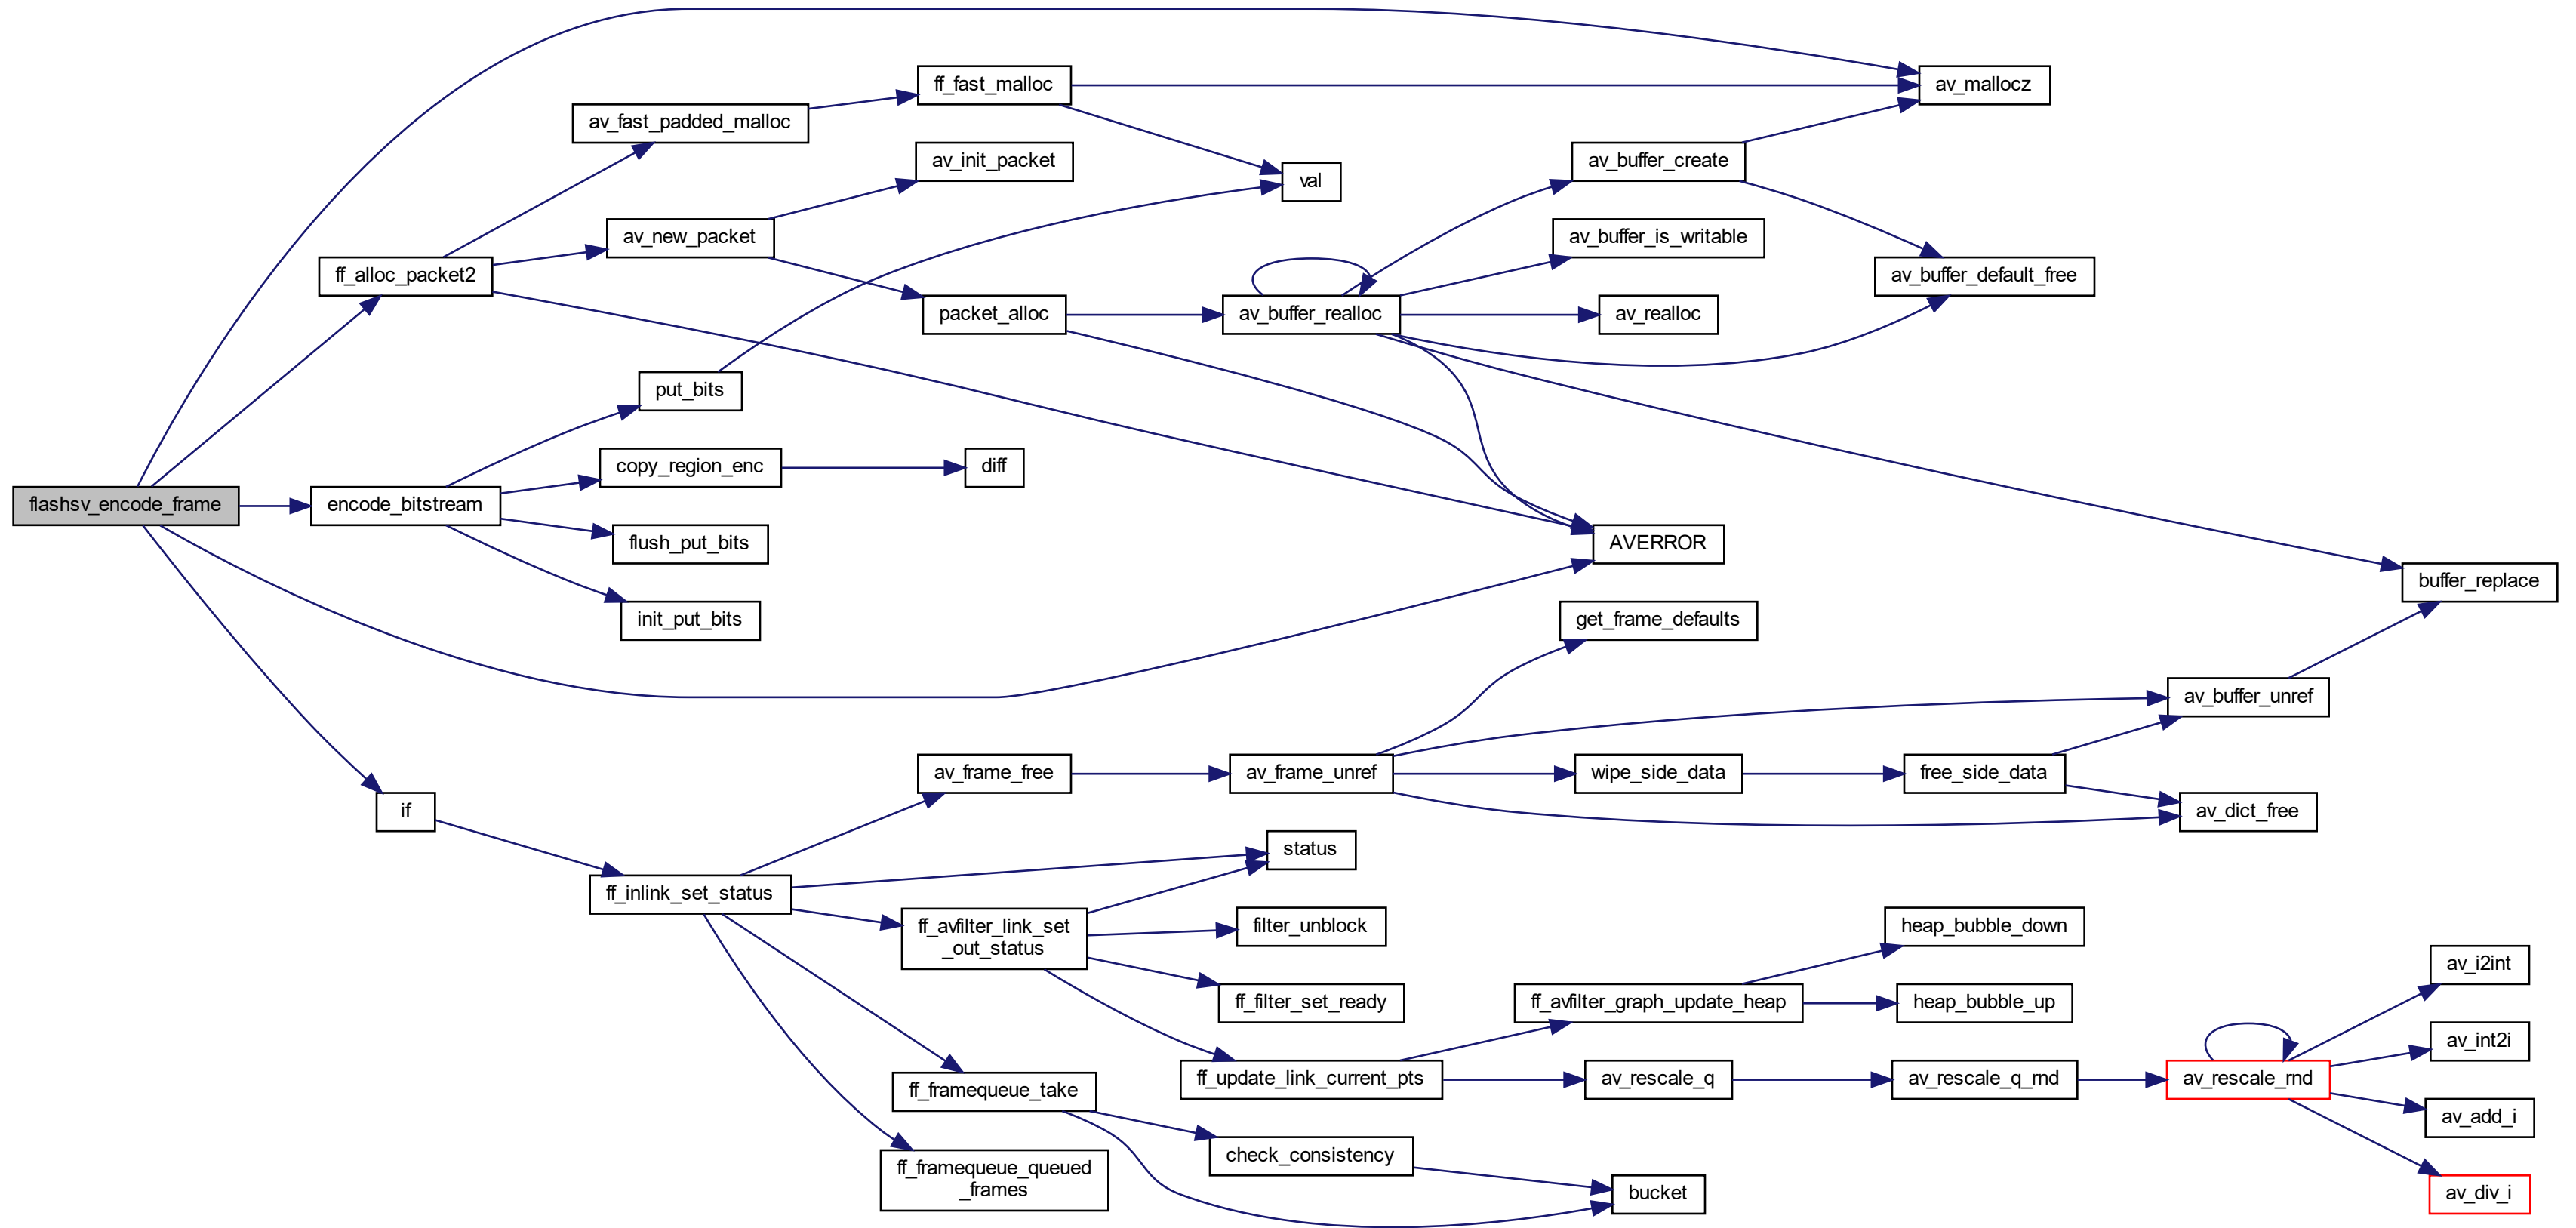 flashsv_encode_frame
ff_alloc_packet2
encode_bitstream
if
av_fast_padded_malloc
av_new_packet
put_bits
copy_region_enc
flush_put_bits
init_put_bits
ff_inlink_set_status
ff_fast_malloc
av_init_packet
packet_alloc
diff
av_frame_free
ff_avfilter_link_set
_out_status
ff_framequeue_take
ff_framequeue_queued
_frames
val
av_buffer_realloc
av_frame_unref
status
filter_unblock
ff_filter_set_ready
ff_update_link_current_pts
check_consistency
av_buffer_create
av_buffer_is_writable
av_realloc
AVERROR
get_frame_defaults
wipe_side_data
ff_avfilter_graph_update_heap
av_rescale_q
bucket
av_mallocz
av_buffer_default_free
free_side_data
heap_bubble_down
heap_bubble_up
av_rescale_q_rnd
buffer_replace
av_buffer_unref
av_dict_free
av_rescale_rnd
av_i2int
av_int2i
av_add_i
av_div_i